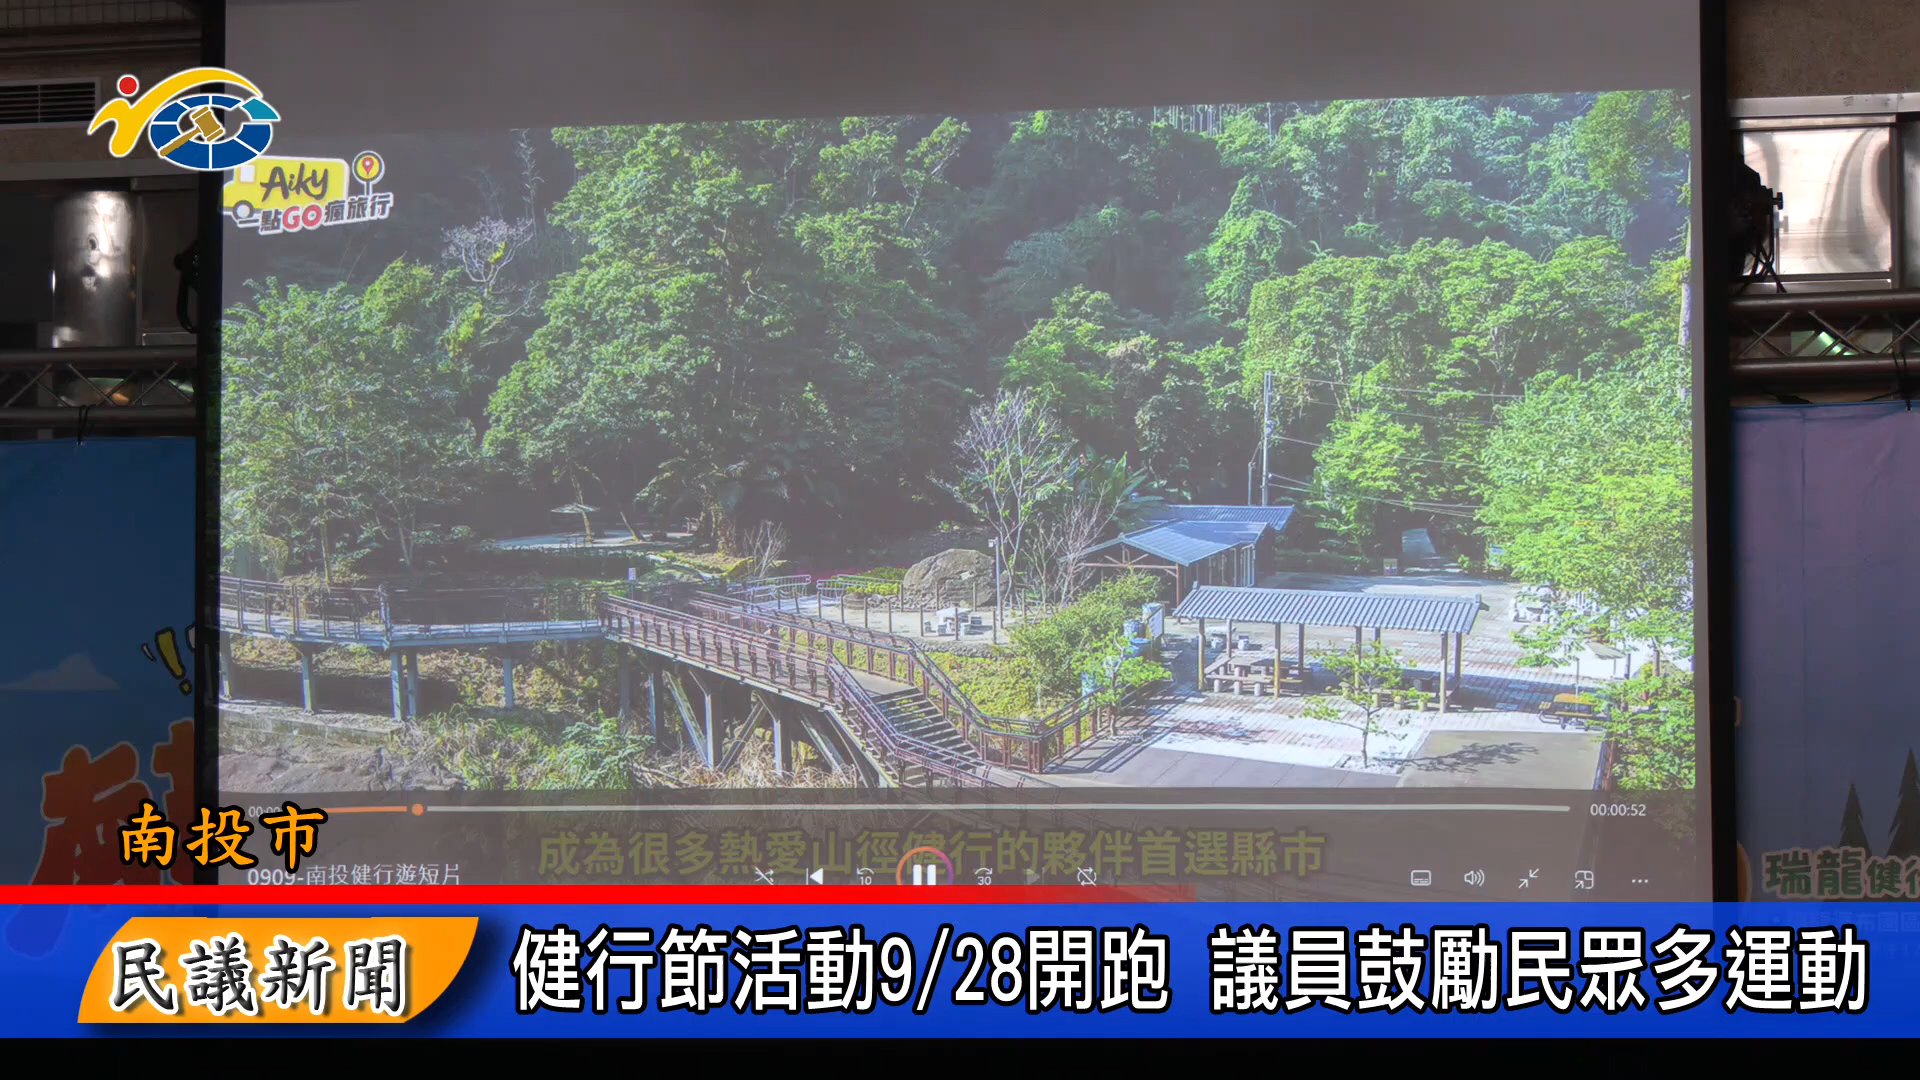 Aiky
一點GO瘋旅行
00:00:52
成為很多熱愛山徑健行的夥伴首選縣市
0909-南投健行遊短片
10
30
瑞龍健行
南投市
民議新聞
健行節活動9/28開跑 議員鼓勵民眾多運動